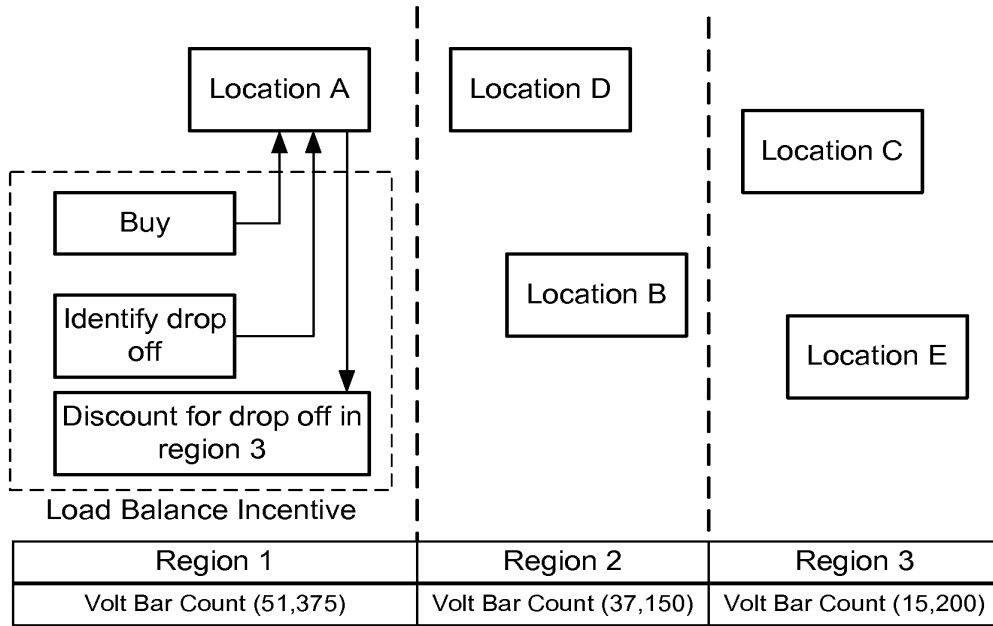 Location A
Location D
Location C
Buy
Location B
Identify drop
off
Location E
Discount for drop off in
region 3
Load Balance Incentive
Region 1
Region 2
Region 3
Volt Bar Count (51,375)
Volt Bar Count (37,150)
Volt Bar Count (15,200)